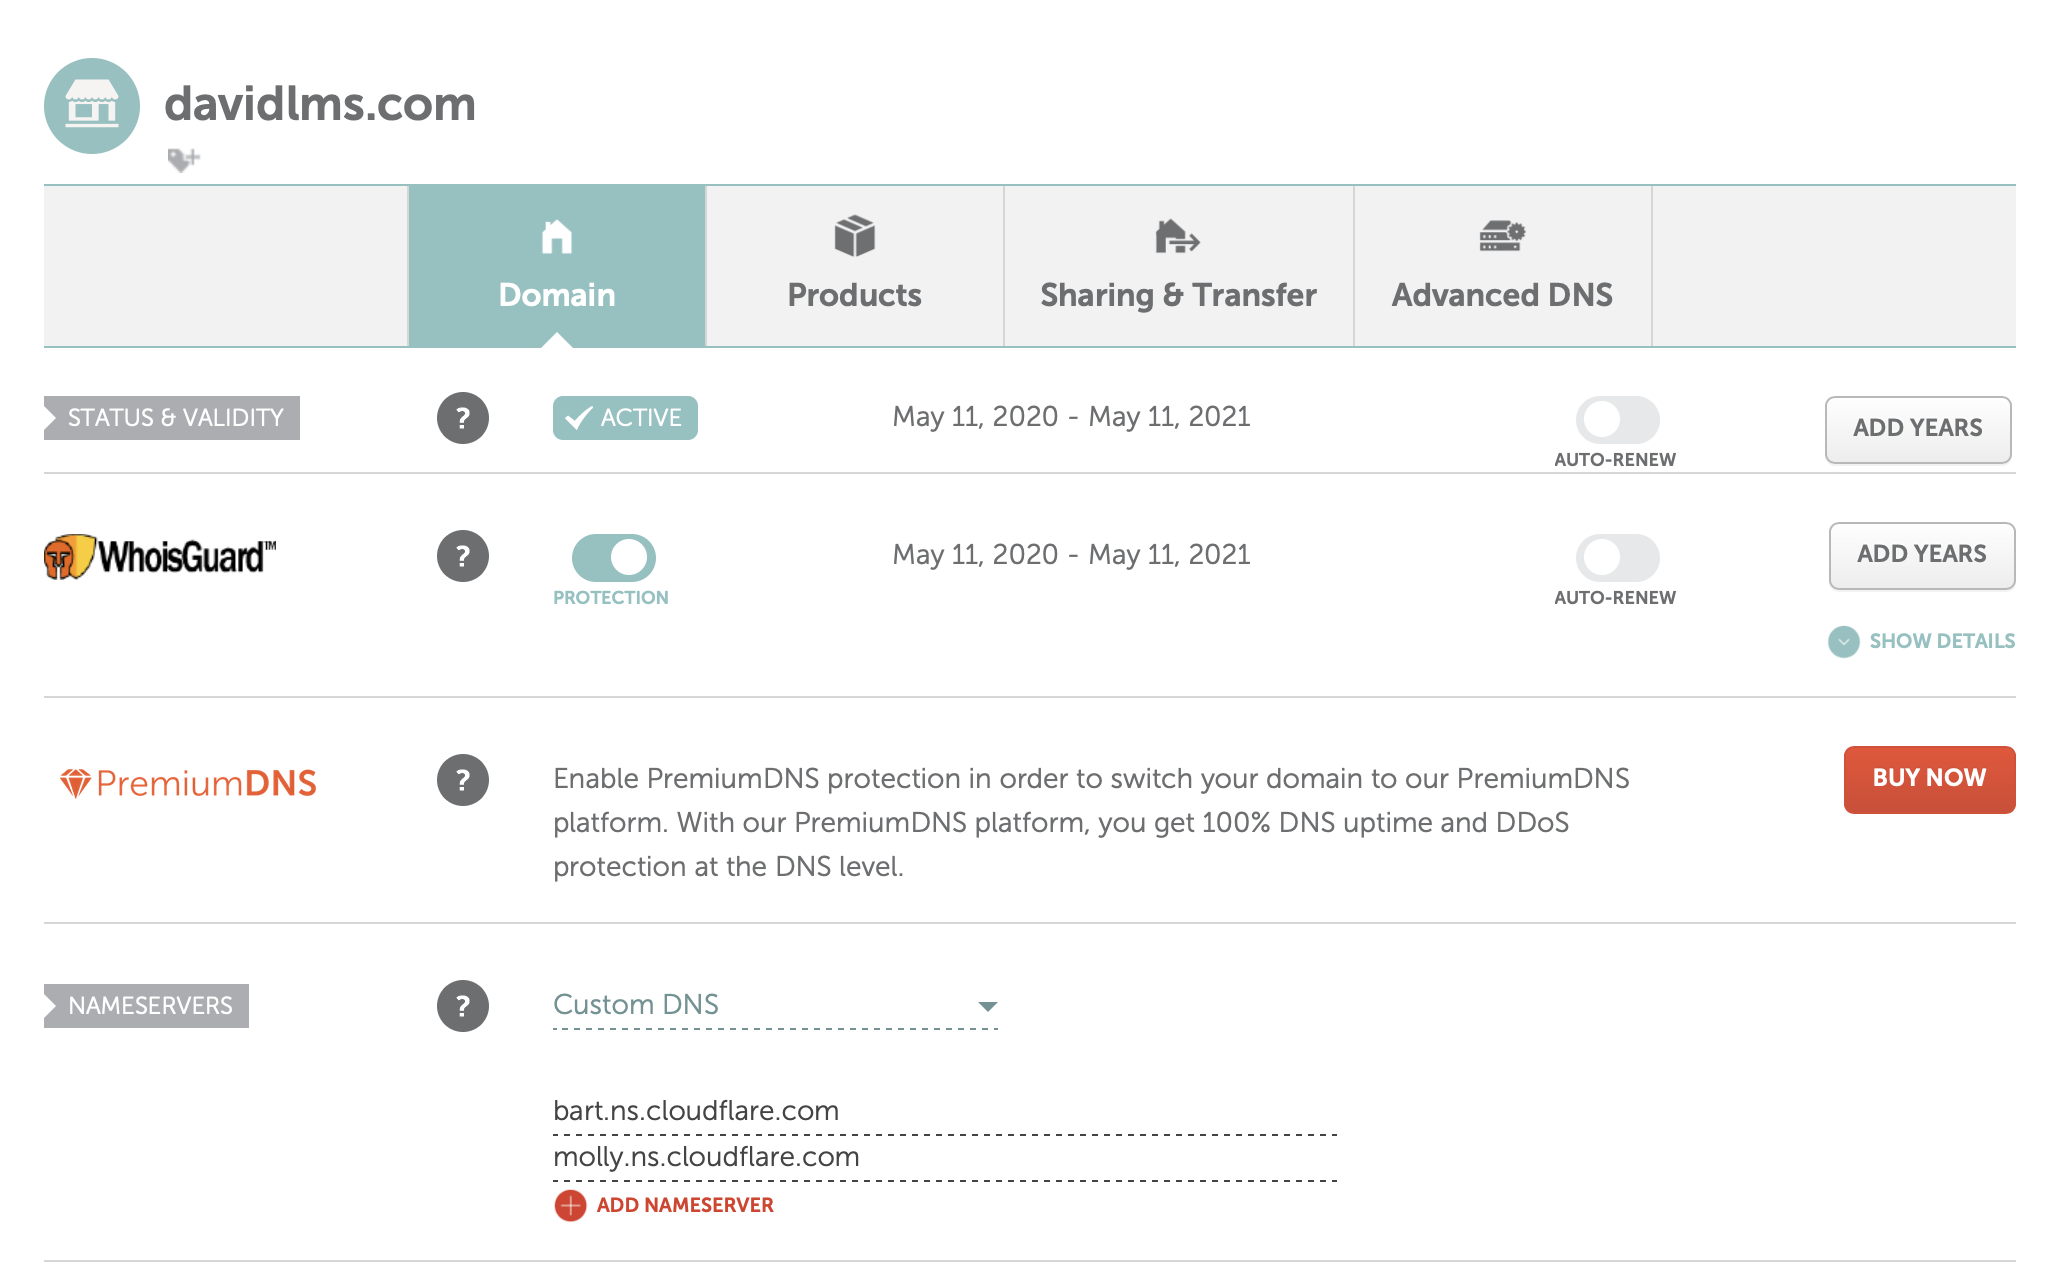 davidlms.com
Domain
Products
Sharing & Transfer
Advanced DNS
STATUS & VALIDITY
?
ACTIVE
May 11, 2020 - May 11, 2021
AUTO-RENEW
ADD YEARS
WhoisGuard™
?
PROTECTION
May 11, 2020 - May 11, 2021
AUTO-RENEW
ADD YEARS
SHOW DETAILS
PremiumDNS
?
Enable PremiumDNS protection in order to switch your domain to our PremiumDNS
platform. With our PremiumDNS platform, you get 100% DNS uptime and DDoS
protection at the DNS level.
BUY NOW
NAMESERVERS
?
Custom DNS
bart.ns.cloudflare.com
molly.ns.cloudflare.com
ADD NAMESERVER